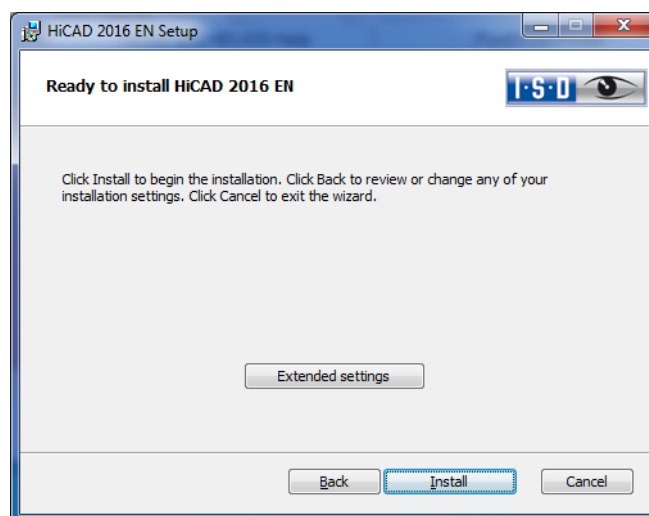 HiCAD 2016 EN Setup
Ready to install HiCAD 2016 EN
I·S·D
Click Install to begin the installation. Click Back to review or change any of your
installation settings. Click Cancel to exit the wizard.
Extended settings
Back
Install
Cancel